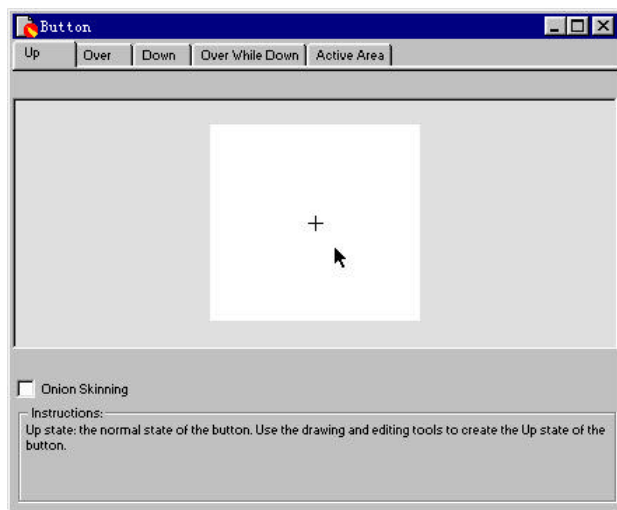 Button
Up Over Down Over While Down Active Area
Onion Skinning
Instructions:
Up state: the normal state of the button. Use the drawing and editing tools to create the Up state of the
button.